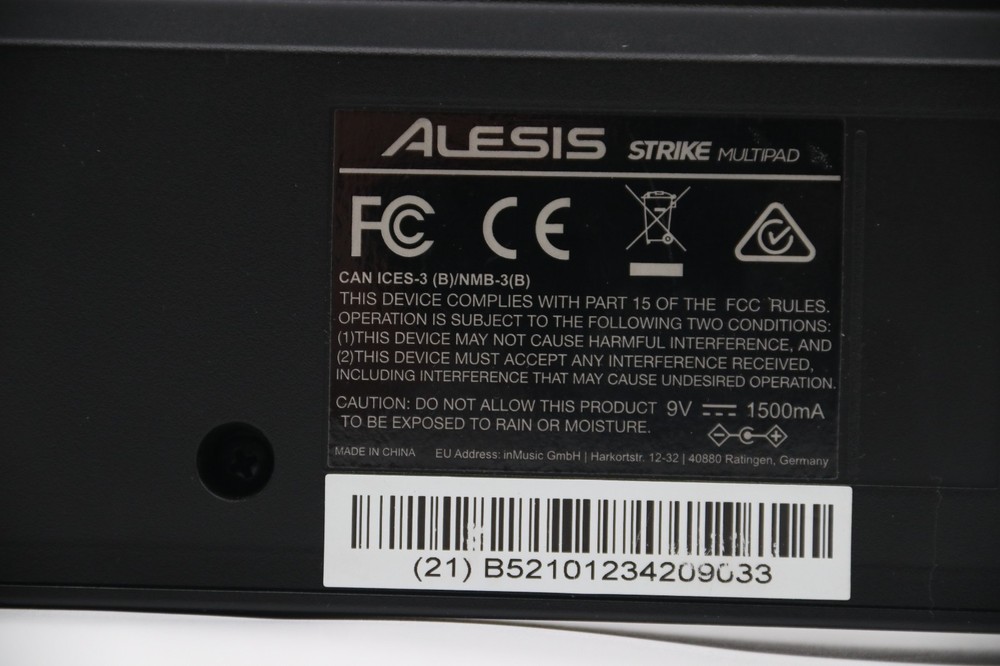 ALESIS STRIKE MULTIPAD
FC CE
CAN ICES-3 (B)/NMB-3(B)
THIS DEVICE COMPLIES WITH PART 15 OF THE FCC RULES.
OPERATION IS SUBJECT TO THE FOLLOWING TWO CONDITIONS:
(1)THIS DEVICE MAY NOT CAUSE HARMFUL INTERFERENCE, AND
(2)THIS DEVICE MUST ACCEPT ANY INTERFERENCE RECEIVED,
INCLUDING INTERFERENCE THAT MAY CAUSE UNDESIRED OPERATION.
CAUTION: DO NOT ALLOW THIS PRODUCT 9V 1500mA
TO BE EXPOSED TO RAIN OR MOISTURE.
MADE IN CHINA EU Address: inMusic GmbH | Harkortstr. 12-32 | 40880 Ratingen, Germany
(21) B52101234209033